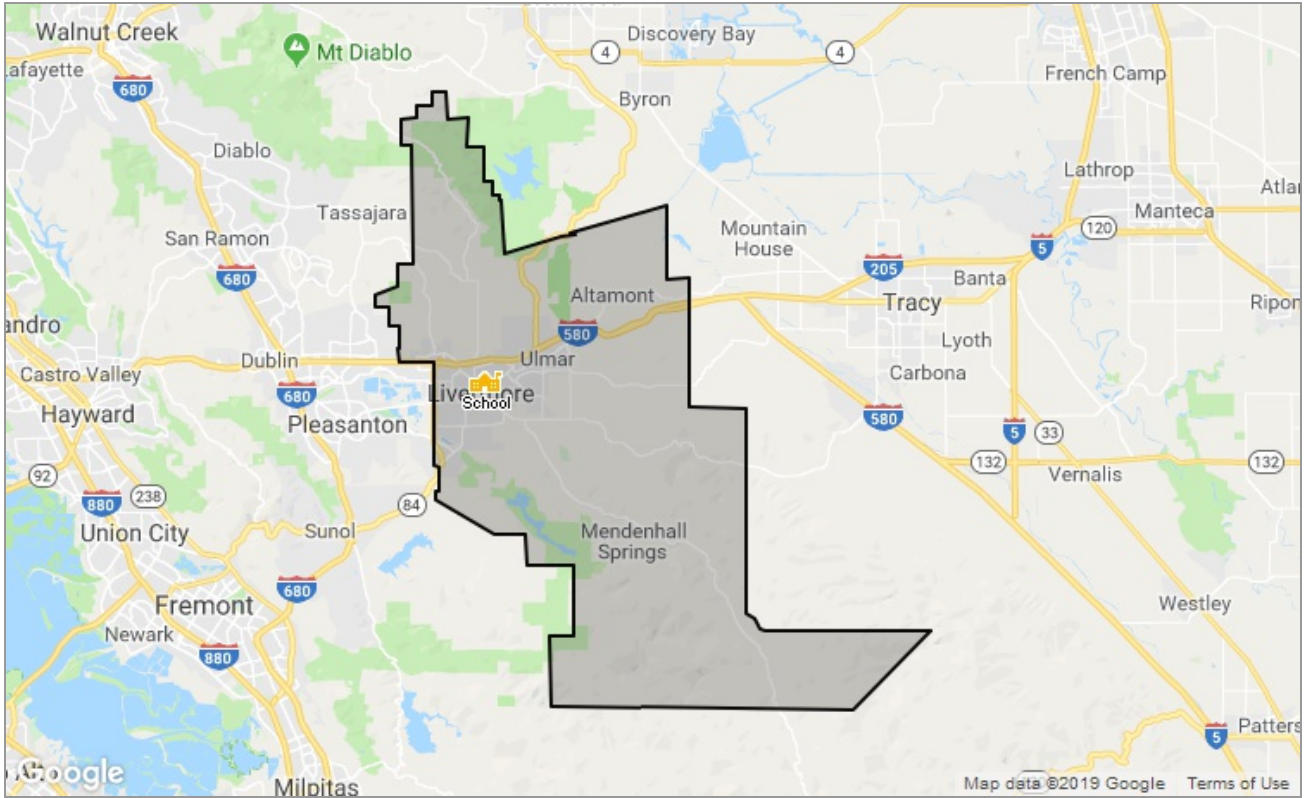 Walnut Creek
Mt Diablo
Discovery Bay
4
4
Lafayette
680
French Camp
Byron
Diablo
Lathrop
Tassajara
Manteca
San Ramon
Mountain
House
120
5
680
205
Banta
Altamont
Tracy
Ripon
580
Lyoth
Dublin
Ulmar
Castro Valley
Carbona
680
Livermore
School
Hayward
Pleasanton
580
5
33
92
132
132
Vernalis
880
238
84
Union City
Sunol
Mendenhall
Springs
680
Fremont
Westley
Newark
880
5
Google
Milpitas
Map data ©2019 Google
Terms of Use